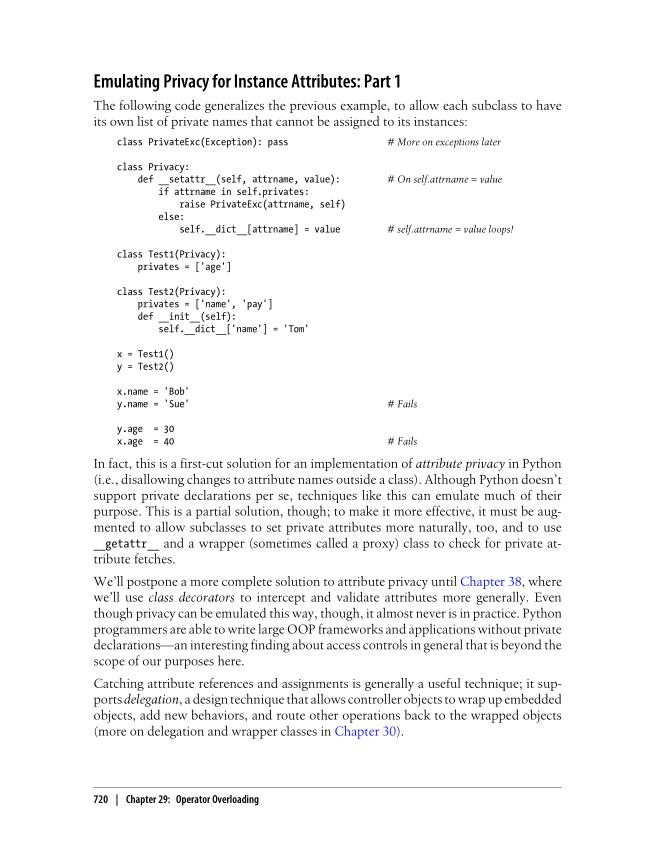 Emulating Privacy for Instance Attributes: Part 1
The following code generalizes the previous example, to allow each subclass to have
its own list of private names that cannot be assigned to its instances:
class PrivateExc(Exception): pass # More on exceptions later
class Privacy:
def __setattr__(self, attrname, value): # On self.attrname = value
if attrname in self.privates:
raise PrivateExc(attrname, self)
else:
self.__dict__[attrname] = value # self.attrname = value loops!
class Test1(Privacy):
privates = ['age']
class Test2(Privacy):
privates = ['name', 'pay']
def __init__(self):
self.__dict__['name'] = 'Tom'
x = Test1()
y = Test2()
x.name = 'Bob'
y.name = 'Sue' # Fails
y.age = 30
x.age = 40 # Fails
In fact, this is a first-cut solution for an implementation of attribute privacy in Python
(i.e., disallowing changes to attribute names outside a class). Although Python doesn't
support private declarations per se, techniques like this can emulate much of their
purpose. This is a partial solution, though; to make it more effective, it must be aug-
mented to allow subclasses to set private attributes more naturally, too, and to use
__getattr__ and a wrapper (sometimes called a proxy) class to check for private at-
tribute fetches.
We'll postpone a more complete solution to attribute privacy until Chapter 38, where
we'll use class decorators to intercept and validate attributes more generally. Even
though privacy can be emulated this way, though, it almost never is in practice. Python
programmers are able to write large OOP frameworks and applications without private
declarations—an interesting finding about access controls in general that is beyond the
scope of our purposes here.
Catching attribute references and assignments is generally a useful technique; it sup-
ports delegation, a design technique that allows controller objects to wrap up embedded
objects, add new behaviors, and route other operations back to the wrapped objects
(more on delegation and wrapper classes in Chapter 30).
720 | Chapter 29: Operator Overloading